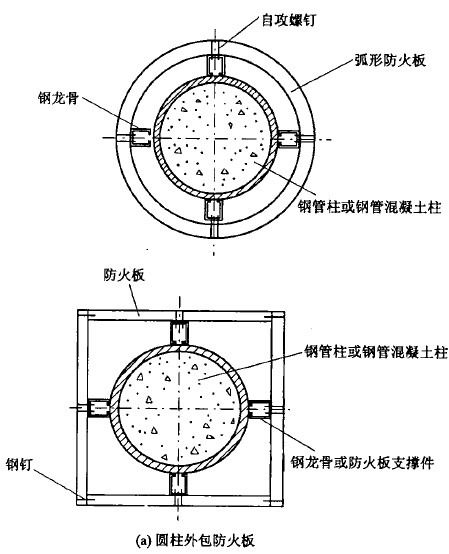 自攻螺钉
弧形防火板
钢龙骨
钢管柱或钢管混凝土柱
防火板
钢管柱或钢管混凝土柱
钢龙骨或防火板支撑件
钢钉
(a) 圆柱外包防火板